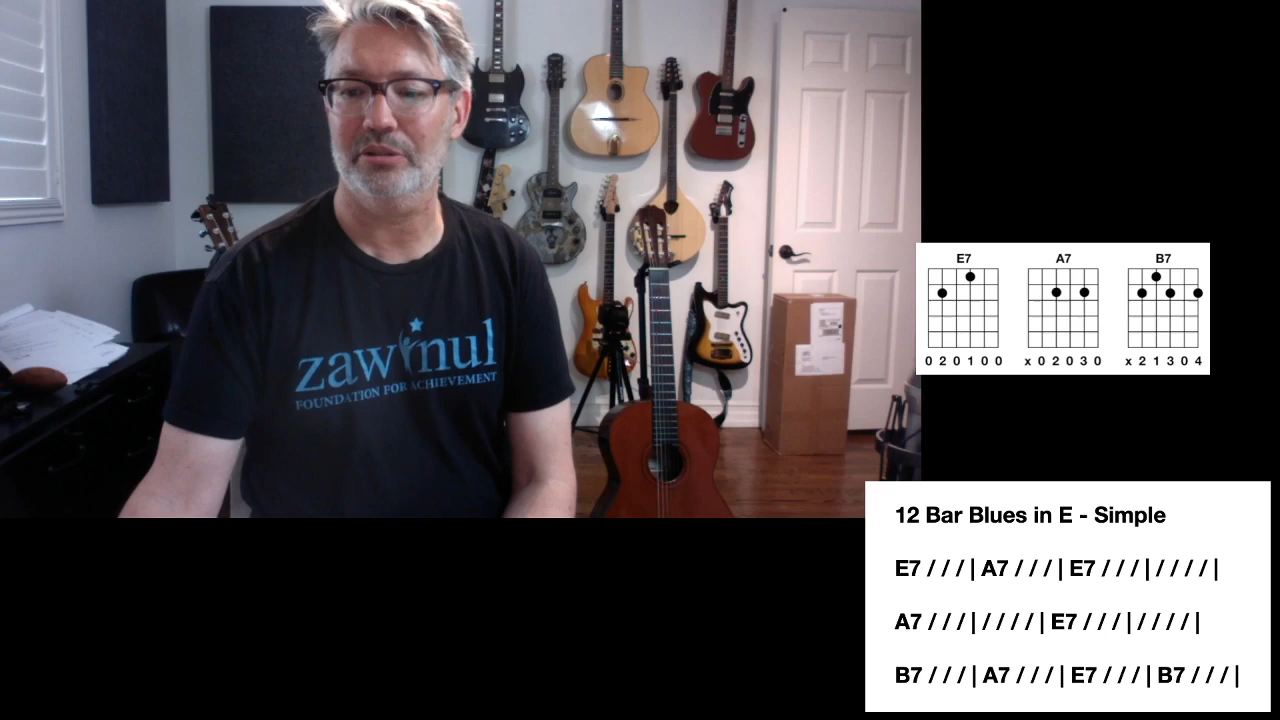 zawinul
FOUNDATION FOR ACHIEVEMENT
E7 A7 B7
0 2 0 1 0 0 x 0 2 0 3 0 x 2 1 3 0 4
12 Bar Blues in E - Simple
E7 / / / | A7 / / / | E7 / / / | / / / / |
A7 / / / | / / / / | E7 / / / | / / / / |
B7 / / / | A7 / / / | E7 / / / | B7 / / / |